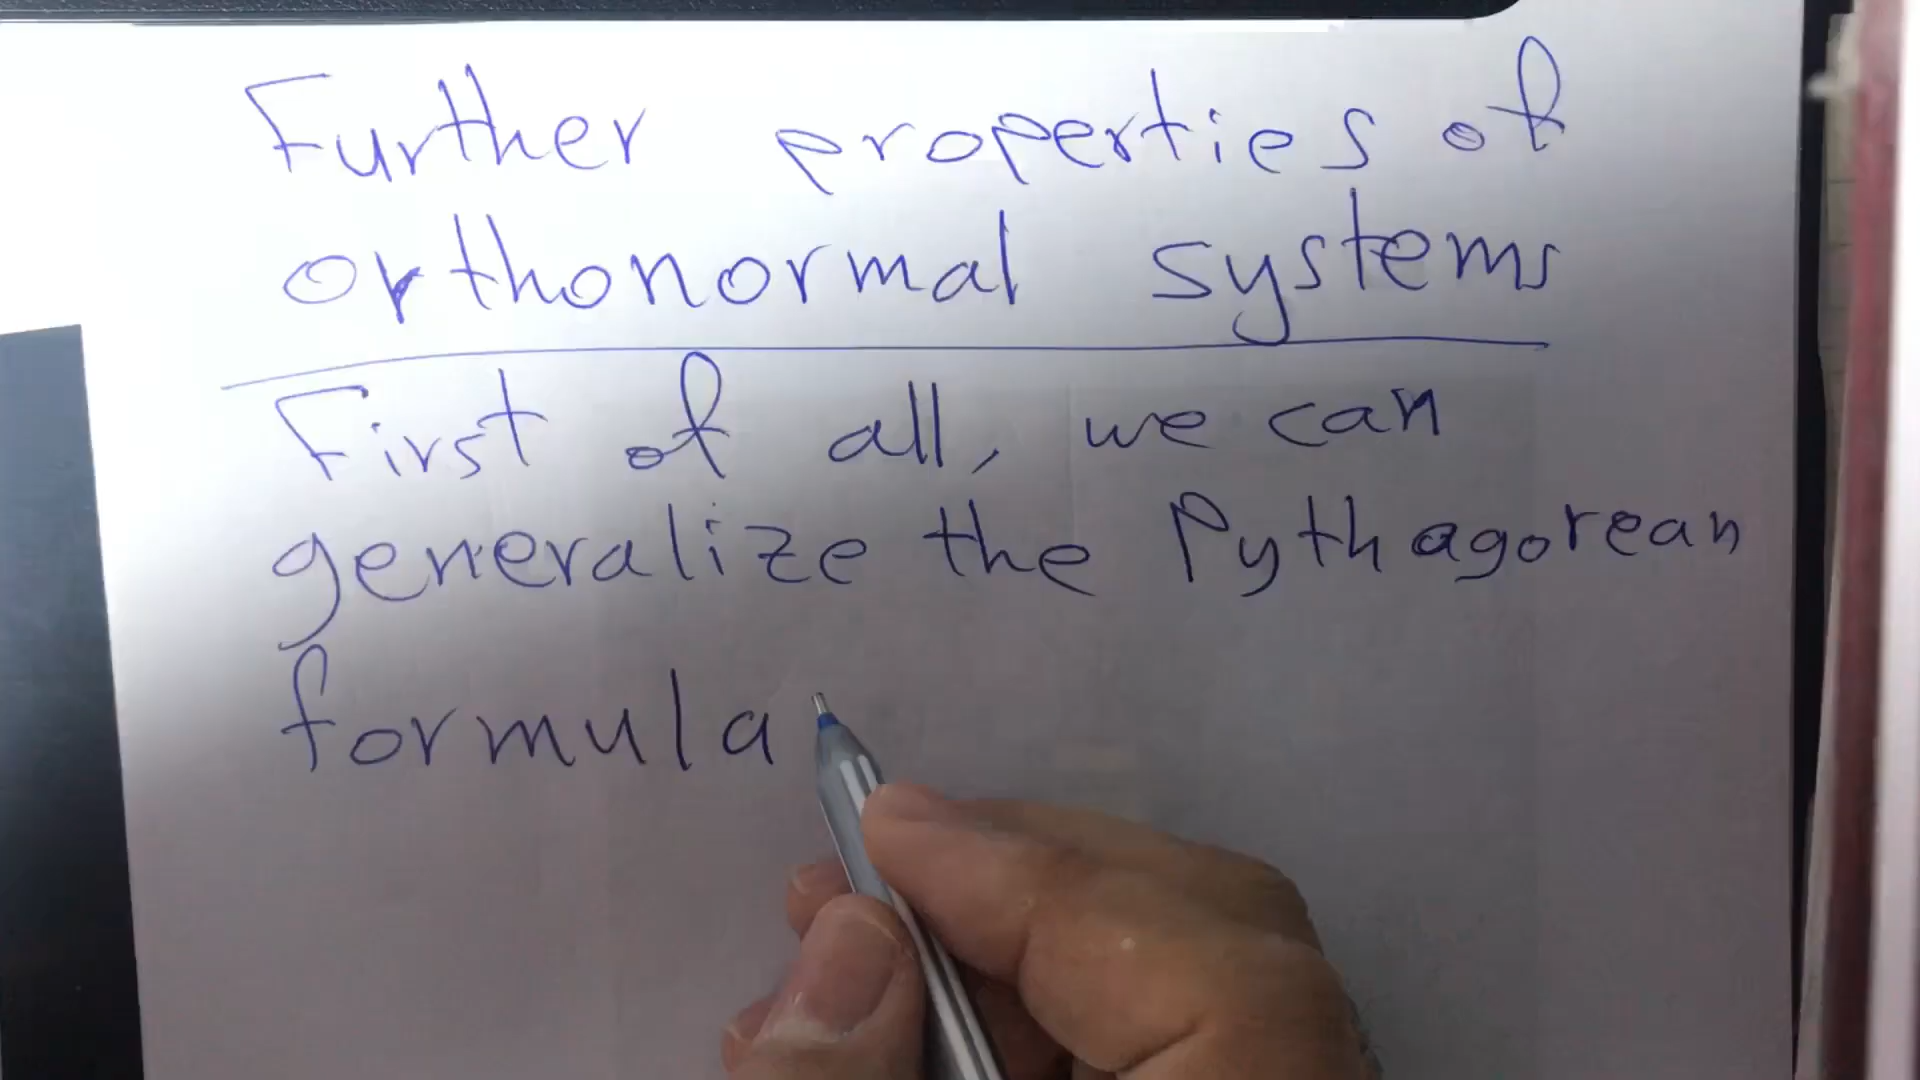 Further properties of
orthonormal systems
First of all, we can
generalize the Pythagorean
formula